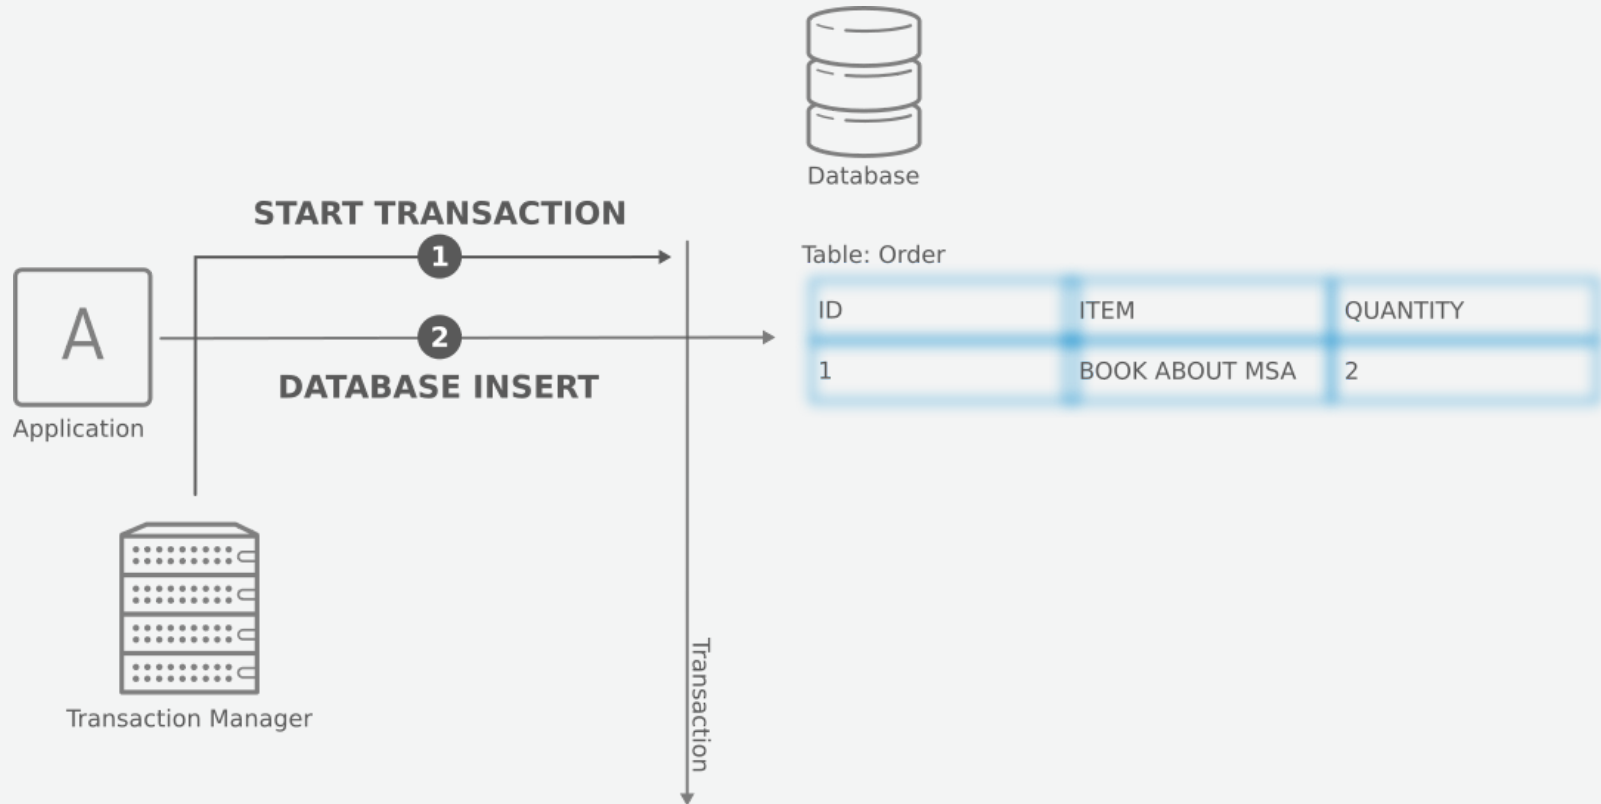 Database
START TRANSACTION
1
Table: Order
ID ITEM QUANTITY
A
2
1 BOOK ABOUT MSA 2
DATABASE INSERT
Application
Transaction
Transaction Manager